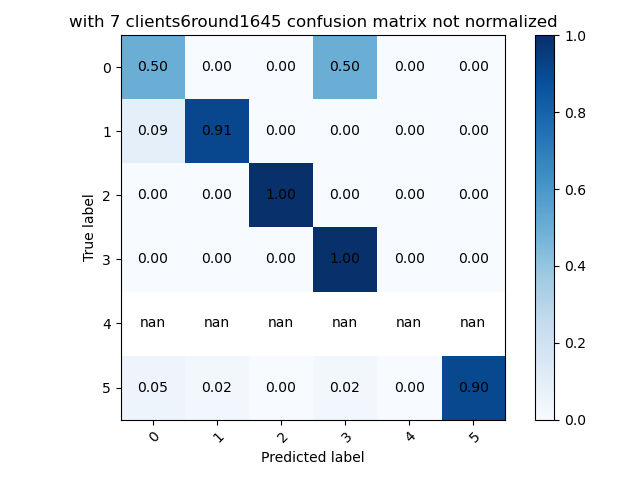 with 7 clients6round1645 confusion matrix not normalized
0 0.50 0.00 0.00 0.50 0.00 0.00
1 0.09 0.91 0.00 0.00 0.00 0.00
2 0.00 0.00 1.00 0.00 0.00 0.00
3 0.00 0.00 0.00 1.00 0.00 0.00
4 nan nan nan nan nan nan
5 0.05 0.02 0.00 0.02 0.00 0.90
0 1 2 3 4 5
True label
Predicted label
1.0
0.8
0.6
0.4
0.2
0.0